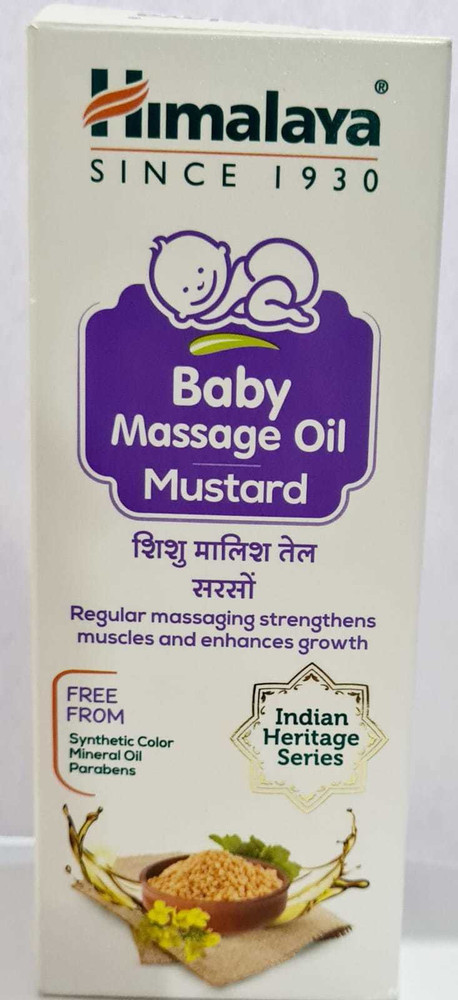 Himalaya®
SINCE 1930
Baby
Massage Oil
Mustard
शिशु मालिश तेल
सरसों
Regular massaging strengthens
muscles and enhances growth
FREE
FROM
Synthetic Color
Mineral Oil
Parabens
Indian
Heritage
Series